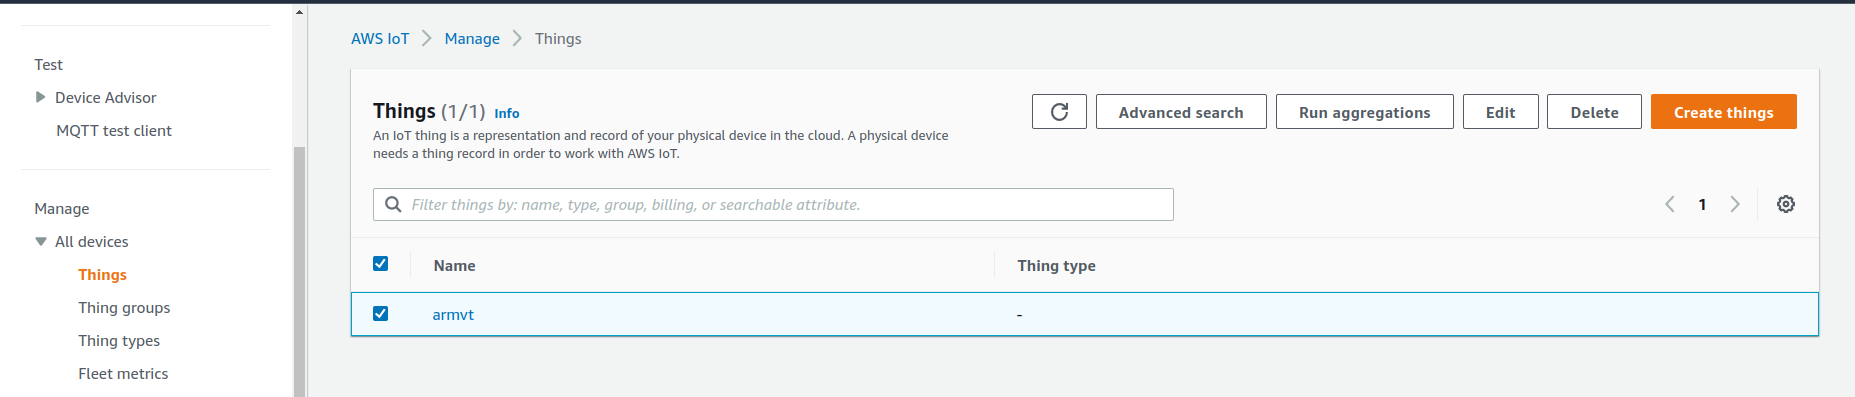 Test
Device Advisor
MQTT test client
Manage
All devices
Things
Thing groups
Thing types
Fleet metrics
AWS IoT Manage Things
Things (1/1) Info
An IoT thing is a representation and record of your physical device in the cloud. A physical device
needs a thing record in order to work with AWS IoT.
Advanced search Run aggregations Edit Delete Create things
Filter things by: name, type, group, billing, or searchable attribute.
1
Name Thing type
armvt -